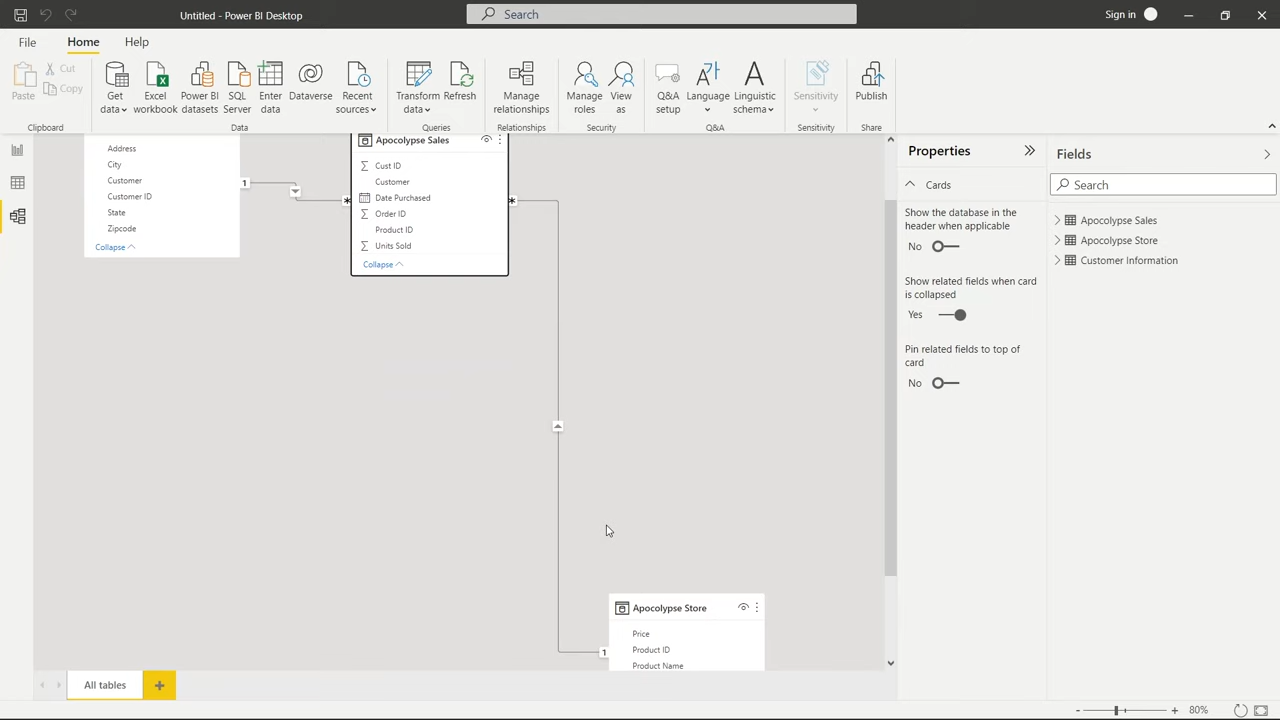 Untitled - Power BI Desktop
Search
Sign in
File
Home
Help
Paste
Cut
Copy
Clipboard
Get data
Excel workbook
Power BI datasets
SQL Server
Enter data
Dataverse
Recent sources
Data
Transform data
Refresh
Queries
Manage relationships
Relationships
Manage roles
View as
Security
Q&A setup
Language
Linguistic schema
Q&A
Sensitivity
Sensitivity
Publish
Share
Address
City
Customer
Customer ID
State
Zipcode
Collapse
1
*
Apocolypse Sales
Cust ID
Customer
Date Purchased
Order ID
Product ID
Units Sold
Collapse
*
1
Apocolypse Store
Price
Product ID
Product Name
Properties
Cards
Show the database in the
header when applicable
No
Show related fields when card
is collapsed
Yes
Pin related fields to top of
card
No
Fields
Search
Apocolypse Sales
Apocolypse Store
Customer Information
All tables
+
- + 80%